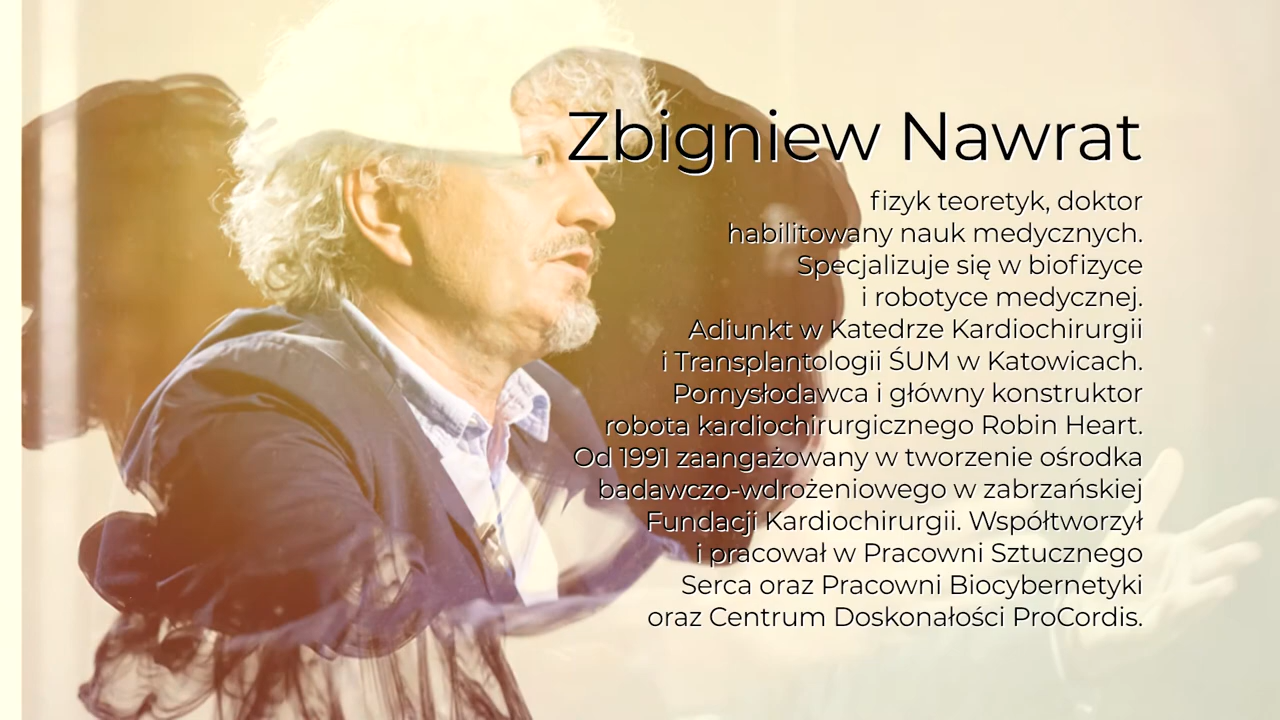 Zbigniew Nawrat
fizyk teoretyk, doktor
habilitowany nauk medycznych.
Specjalizuje się w biofizyce
i robotyce medycznej.
Adiunkt w Katedrze Kardiochirurgii
i Transplantologii ŚUM w Katowicach.
Pomysłodawca i główny konstruktor
robota kardiochirurgicznego Robin Heart.
Od 1991 zaangażowany w tworzenie ośrodka
badawczo-wdrożeniowego w zabrzańskiej
Fundacji Kardiochirurgii. Współtworzył
i pracował w Pracowni Sztucznego
Serca oraz Pracowni Biocybernetyki
oraz Centrum Doskonałości ProCordis.